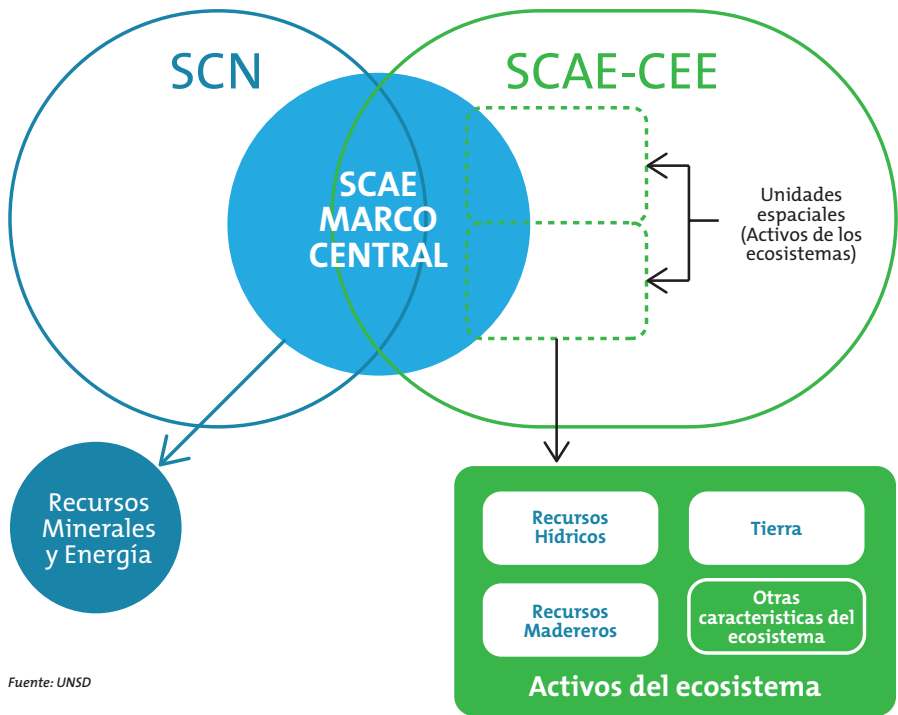 SCN
SCAE-CEE
SCAE
MARCO
CENTRAL
Unidades
espaciales
(Activos de los
ecosistemas)
Recursos
Minerales
y Energía
Recursos
Hídricos
Tierra
Recursos
Madereros
Otras
caracteristicas del
ecosistema
Activos del ecosistema
Fuente: UNSD